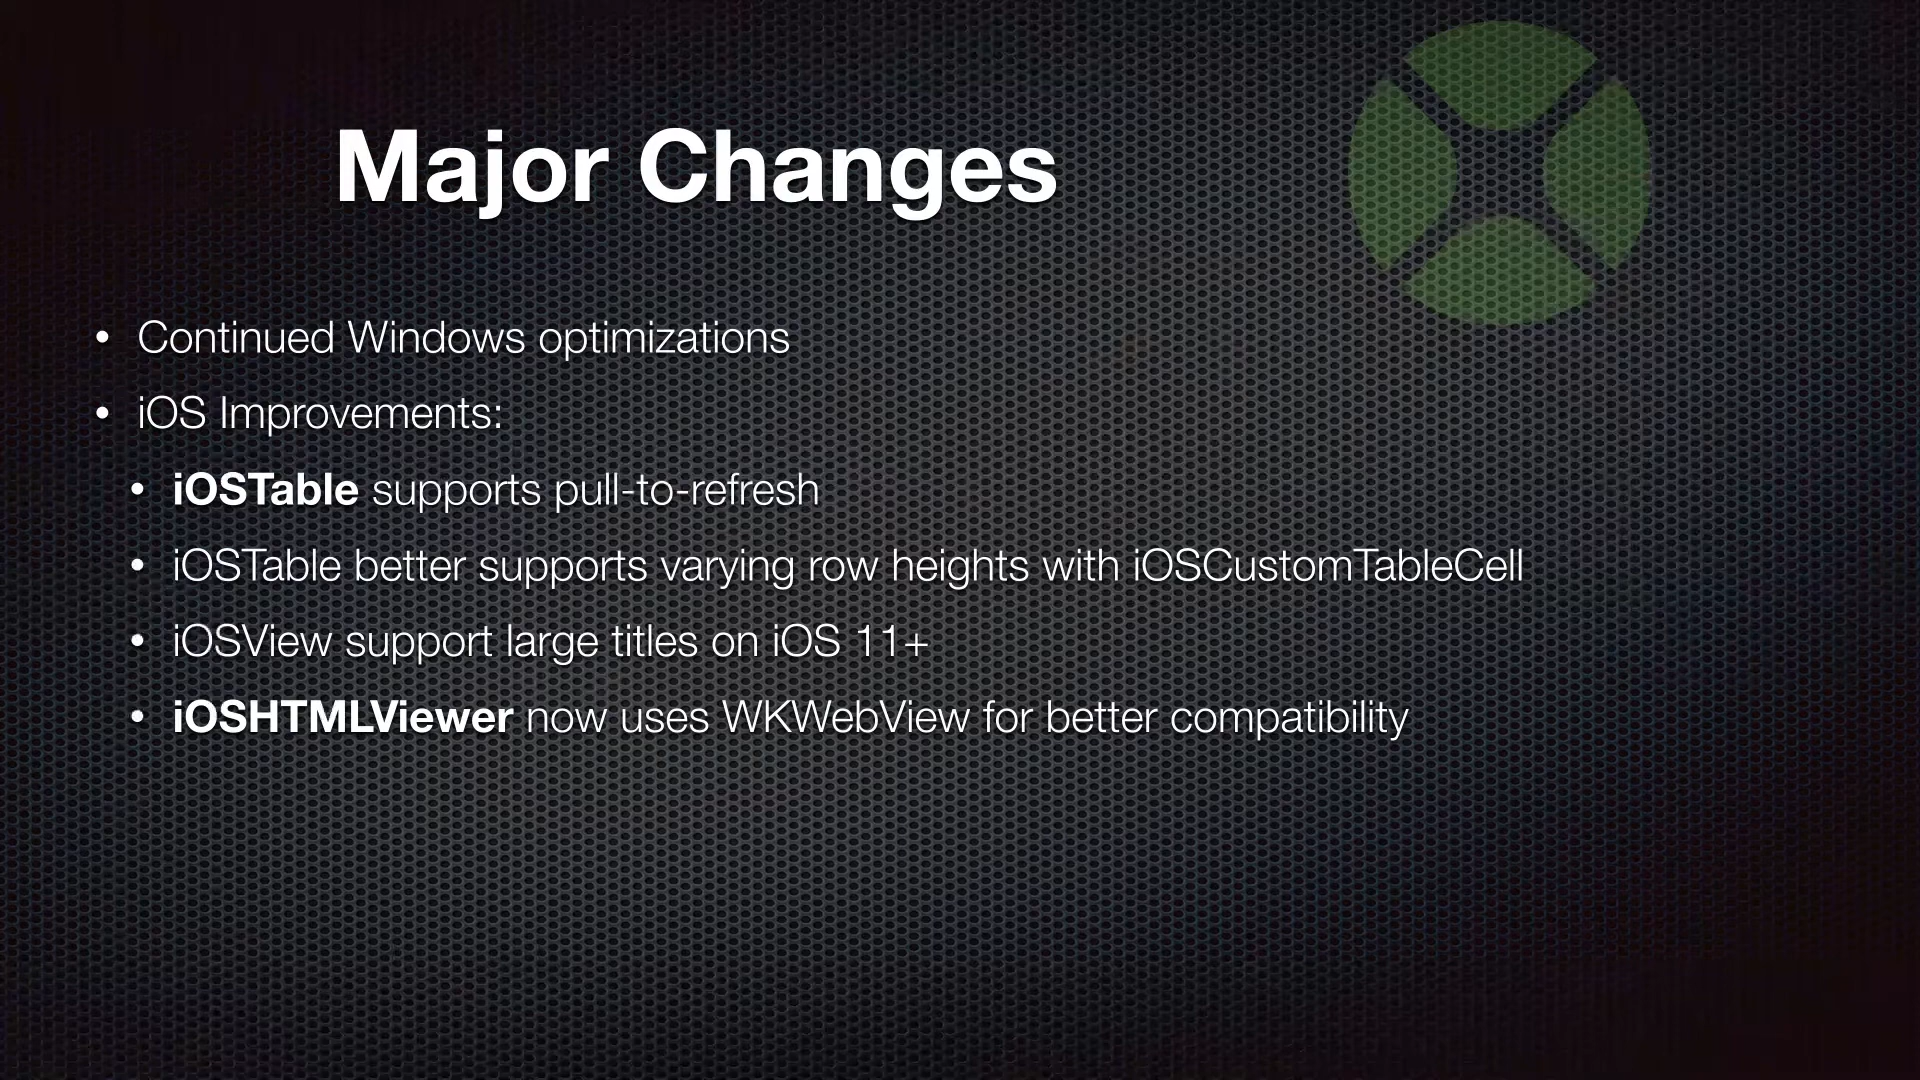 Major Changes
• Continued Windows optimizations
• iOS Improvements:
• iOSTable supports pull-to-refresh
• iOSTable better supports varying row heights with iOSCustomTableCell
• iOSView support large titles on iOS 11+
• iOSHTMLViewer now uses WKWebView for better compatibility